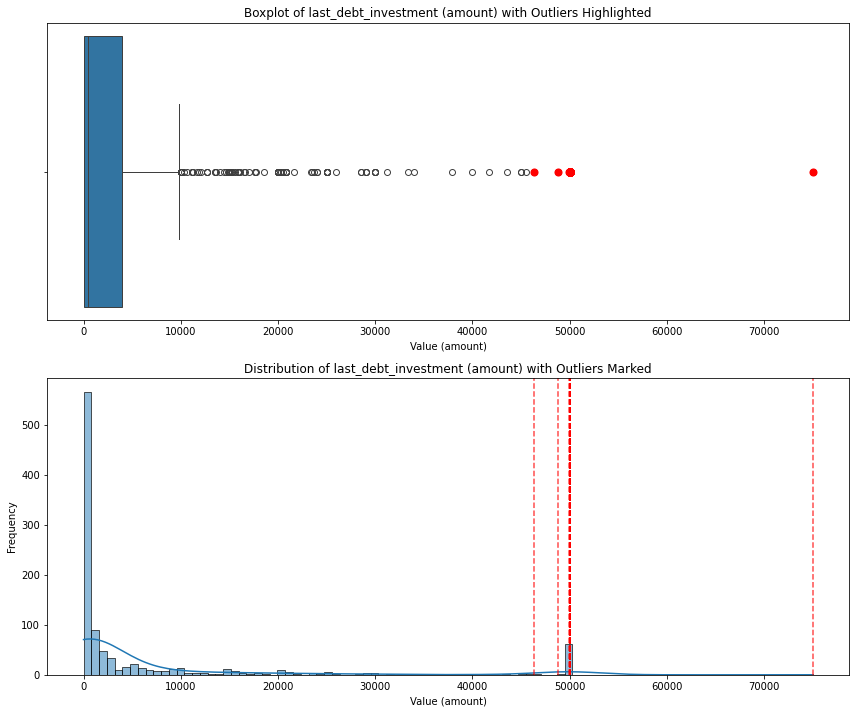 Boxplot of last_debt_investment (amount) with Outliers Highlighted
0 10000 20000 30000 40000 50000 60000 70000
Value (amount)
Distribution of last_debt_investment (amount) with Outliers Marked
Frequency
500
400
300
200
100
0
0 10000 20000 30000 40000 50000 60000 70000
Value (amount)